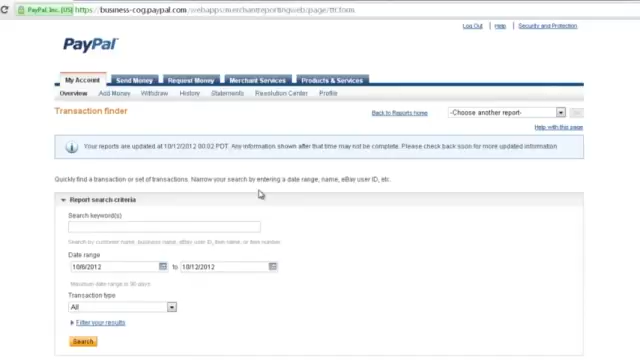 PayPal, Inc. [US] https://business-cog.paypal.com/webapps/merchantreportingweb/page/ttf.form
Log Out | Help | Security and Protection
PayPal
My Account Send Money Request Money Merchant Services Products & Services
Overview Add Money Withdraw History Statements Resolution Center Profile
Transaction finder
Back to Reports home
-Choose another report-
Help with this page
Your reports are updated at 10/12/2012 00:02 PDT. Any information shown after that time may not be complete. Please check back soon for more updated information
Quickly find a transaction or set of transactions. Narrow your search by entering a date range, name, eBay user ID, etc.
Report search criteria
Search keyword(s)
Search by customer name, business name, eBay user ID, item name, or item number
Date range
10/6/2012 to 10/12/2012
Maximum date range is 90 days
Transaction type
All
Filter your results
Search